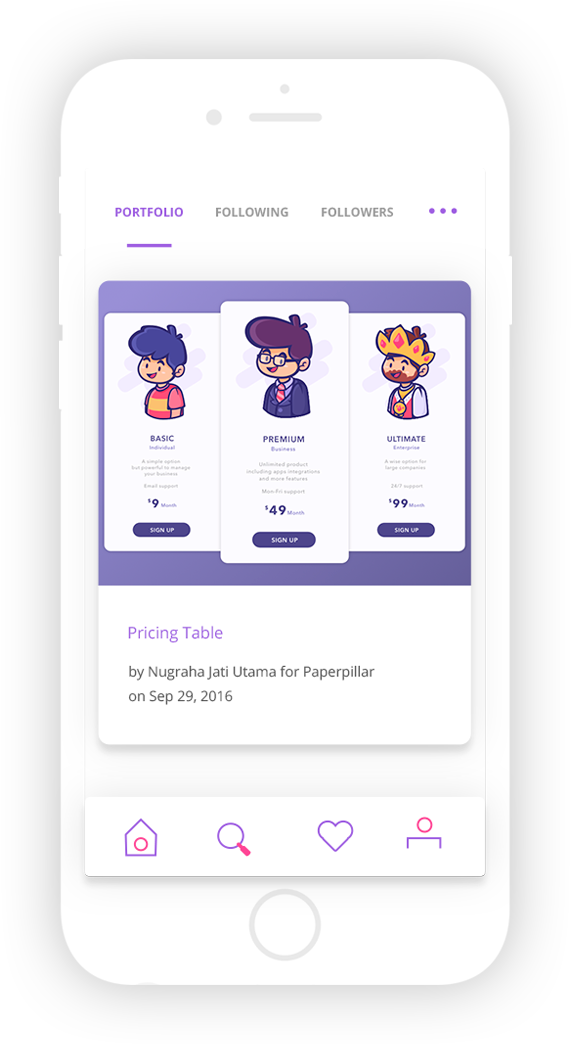 PORTFOLIO FOLLOWING FOLLOWERS
BASIC
Individual
A simple option
but powerful to manage
your business
Email support
$9 Month
SIGN UP
PREMIUM
Business
Unlimited product
including apps integrations
and more features
Mon-Fri support
$49 Month
SIGN UP
ULTIMATE
Enterprise
A wise option for
large companies
24/7 support
$99 Month
SIGN UP
Pricing Table
by Nugraha Jati Utama for Paperpillar
on Sep 29, 2016